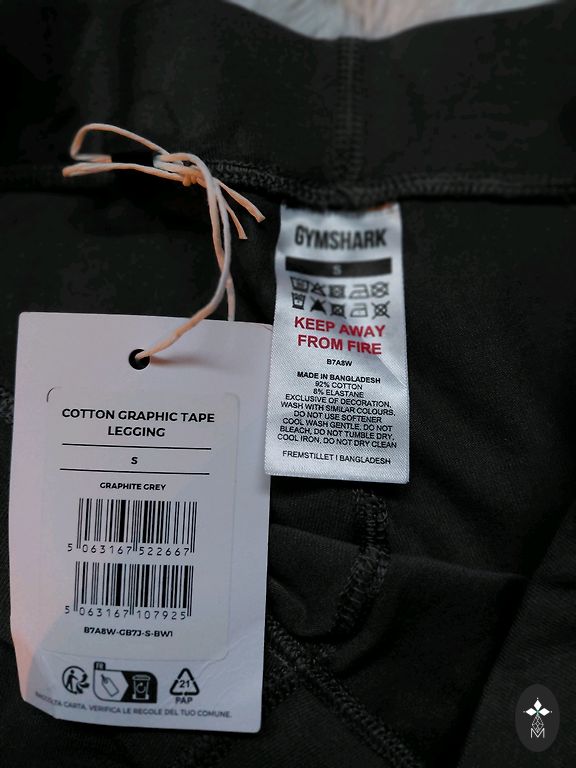 GYMSHARK
S
KEEP AWAY
FROM FIRE
B7A8W
MADE IN BANGLADESH
92% COTTON
8% ELASTANE
EXCLUSIVE OF DECORATION,
WASH WITH SIMILAR COLOURS,
DO NOT USE SOFTENER
COOL WASH GENTLE, DO NOT
BLEACH, DO NOT TUMBLE DRY,
COOL IRON, DO NOT DRY CLEAN
FREMSTILLET I BANGLADESH
COTTON GRAPHIC TAPE
LEGGING
S
GRAPHITE GREY
5 063167 522667
5 063167 107925
B7A8W-GB7J-S-BW1
FR
21
PAP
RACCOLTA CARTA. VERIFICA LE REGOLE DEL TUO COMUNE.
M